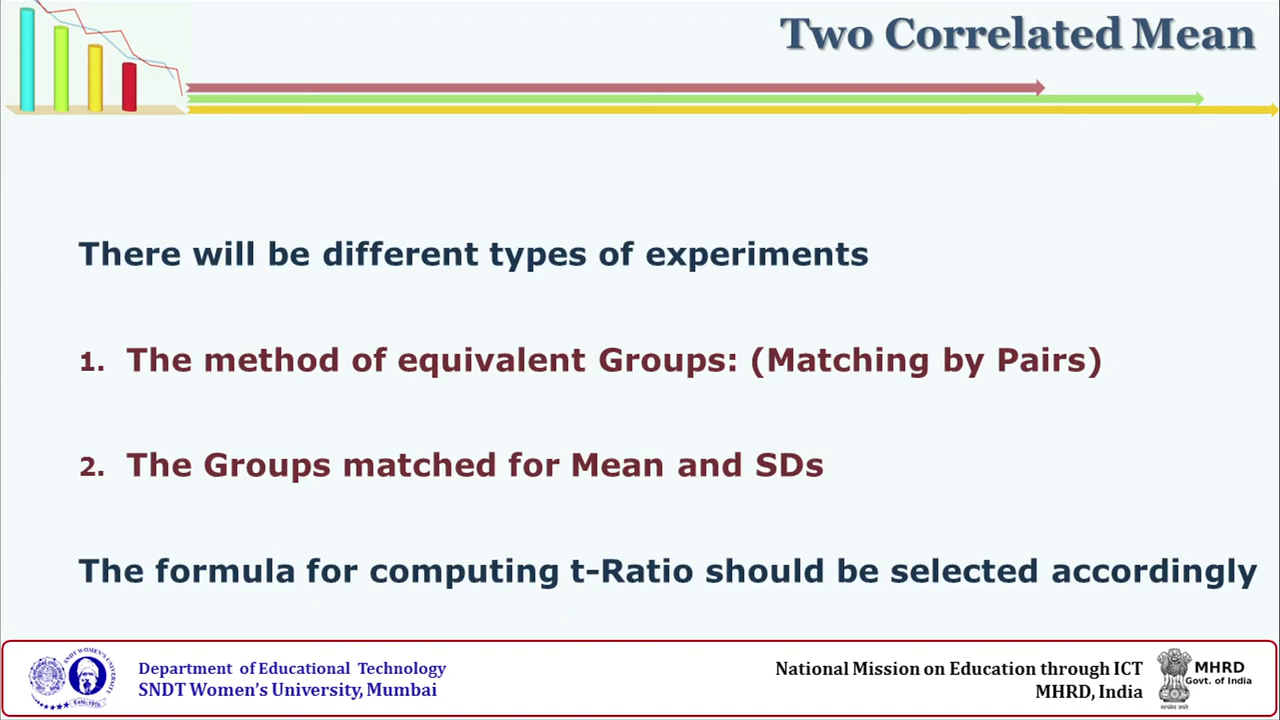 Two Correlated Mean
There will be different types of experiments
1. The method of equivalent Groups: (Matching by Pairs)
2. The Groups matched for Mean and SDs
The formula for computing t-Ratio should be selected accordingly
Department of Educational Technology
SNDT Women's University, Mumbai
National Mission on Education through ICT
MHRD, India
MHRD
Govt. of India